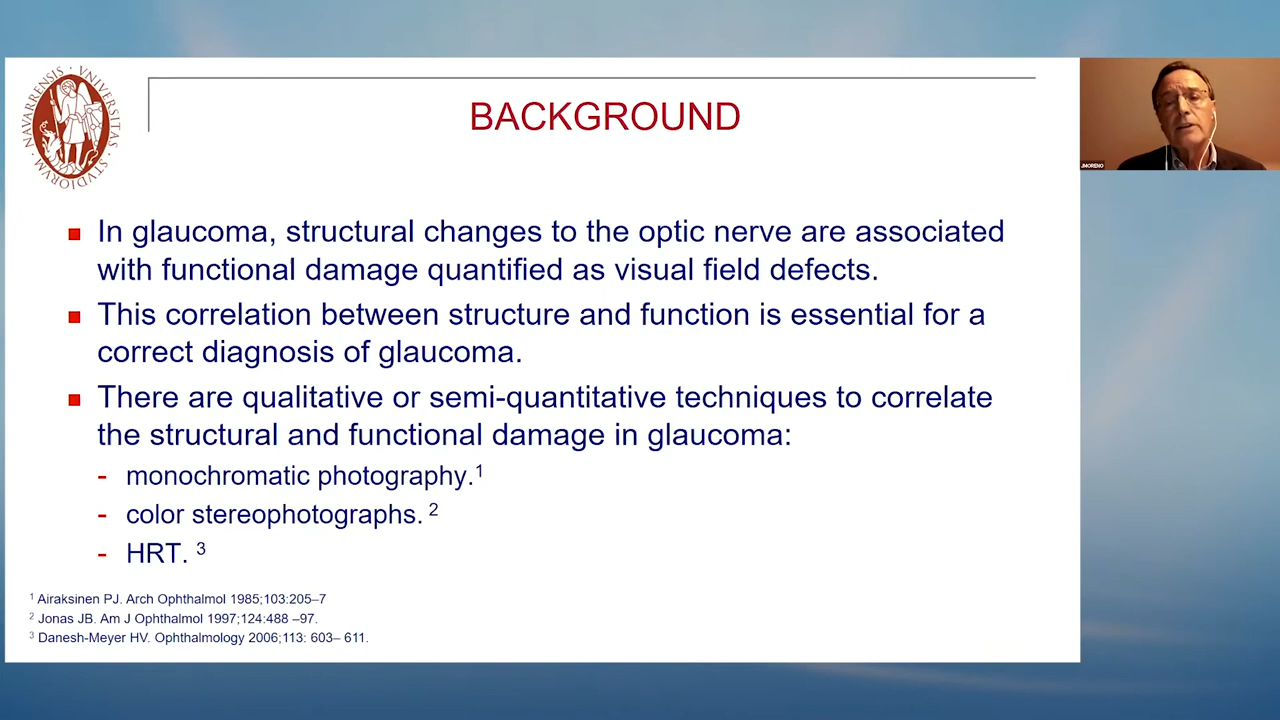 NAVARRENSIS · VNIVERSITAS · STVDIORVM
BACKGROUND
JMORENO
■ In glaucoma, structural changes to the optic nerve are associated
with functional damage quantified as visual field defects.
■ This correlation between structure and function is essential for a
correct diagnosis of glaucoma.
■ There are qualitative or semi-quantitative techniques to correlate
the structural and functional damage in glaucoma:
- monochromatic photography.¹
- color stereophotographs. ²
- HRT. ³
¹ Airaksinen PJ. Arch Ophthalmol 1985;103:205–7
² Jonas JB. Am J Ophthalmol 1997;124:488 –97.
³ Danesh-Meyer HV. Ophthalmology 2006;113: 603– 611.